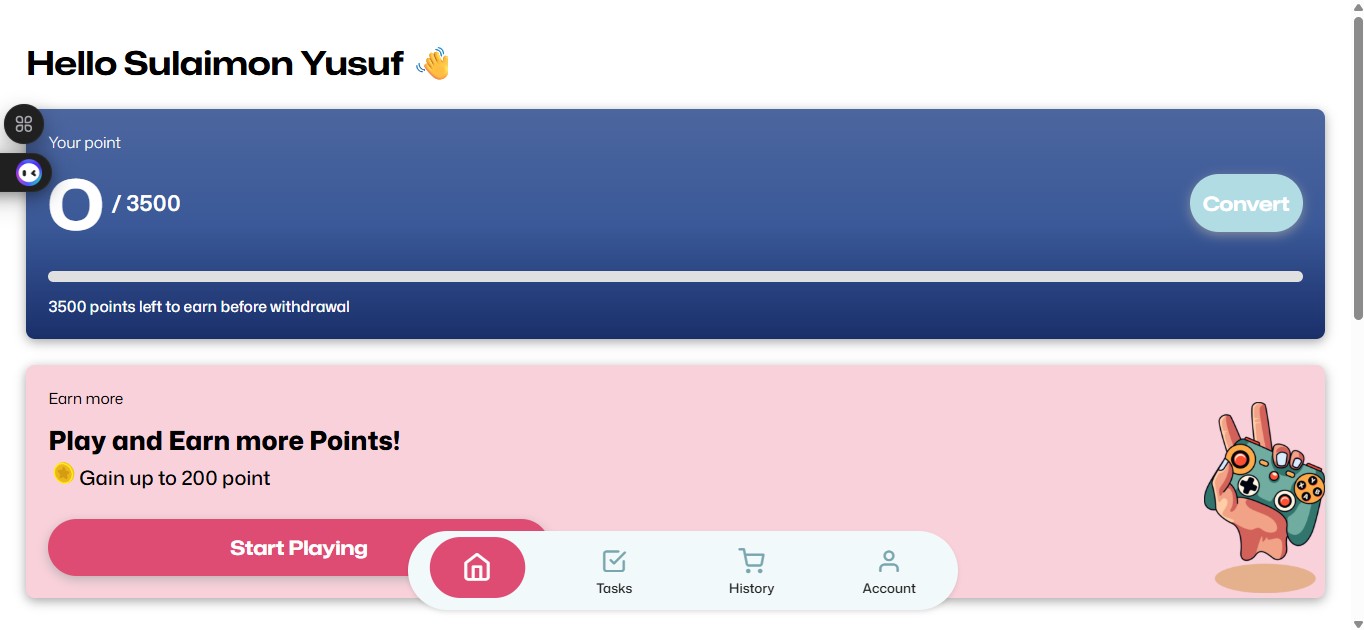 Hello Sulaimon Yusuf 👋
Your point
0 / 3500
Convert
3500 points left to earn before withdrawal
Earn more
Play and Earn more Points!
Gain up to 200 point
Start Playing
Tasks
History
Account